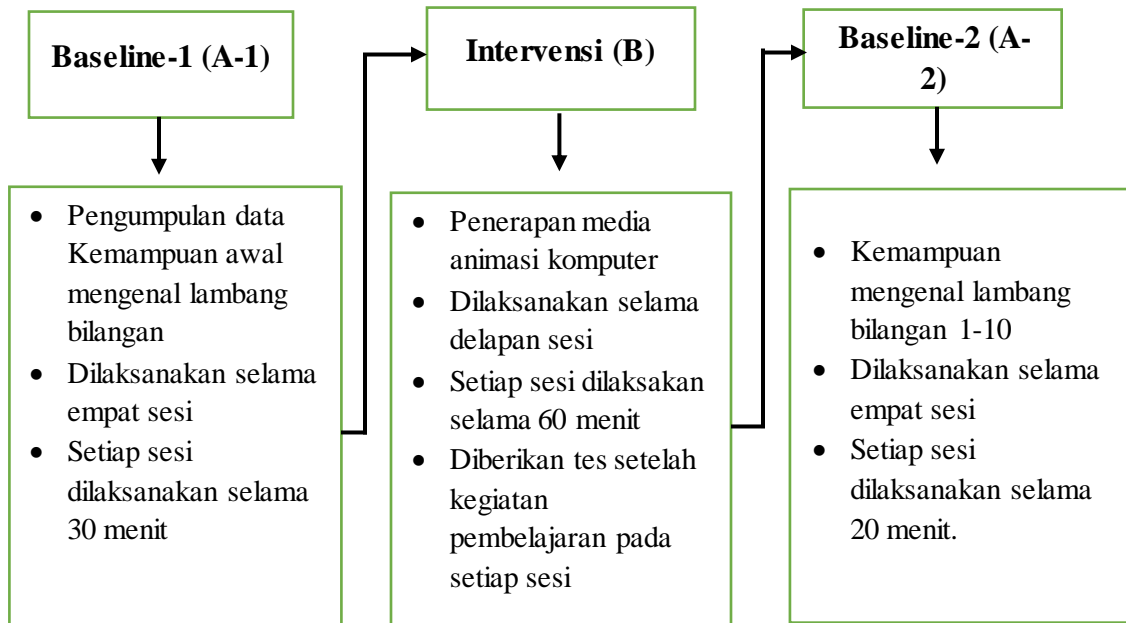 Baseline-1 (A-1)
• Pengumpulan data
Kemampuan awal
mengenal lambang
bilangan
• Dilaksanakan selama
empat sesi
• Setiap sesi
dilaksanakan selama
30 menit
Intervensi (B)
• Penerapan media
animasi komputer
• Dilaksanakan selama
delapan sesi
• Setiap sesi dilaksakan
selama 60 menit
• Diberikan tes setelah
kegiatan
pembelajaran pada
setiap sesi
Baseline-2 (A-
2)
• Kemampuan
mengenal lambang
bilangan 1-10
• Dilaksanakan selama
empat sesi
• Setiap sesi
dilaksanakan selama
20 menit.